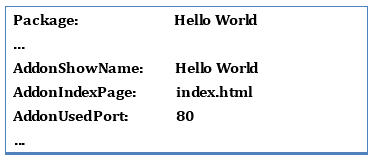 Package: Hello World
...
AddonShowName: Hello World
AddonIndexPage: index.html
AddonUsedPort: 80
...